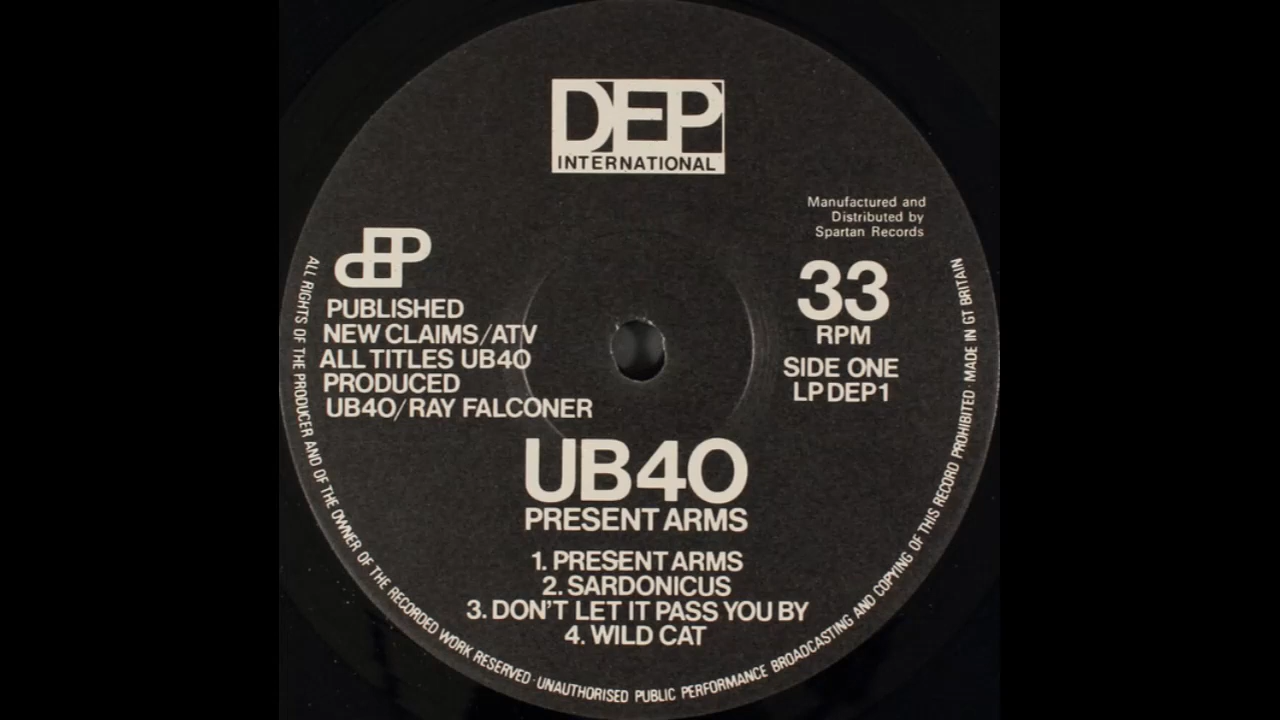 DEP
INTERNATIONAL
Manufactured and
Distributed by
Spartan Records
dEP
PUBLISHED
NEW CLAIMS/ATV
ALL TITLES UB40
PRODUCED
UB40/RAY FALCONER
33
RPM
SIDE ONE
LP DEP 1
UB40
PRESENT ARMS
1. PRESENT ARMS
2. SARDONICUS
3. DON'T LET IT PASS YOU BY
4. WILD CAT
ALL RIGHTS OF THE PRODUCER AND OF THE OWNER OF THE RECORDED WORK RESERVED · UNAUTHORISED PUBLIC PERFORMANCE BROADCASTING AND COPYING OF THIS RECORD PROHIBITED · MADE IN GT BRITAIN